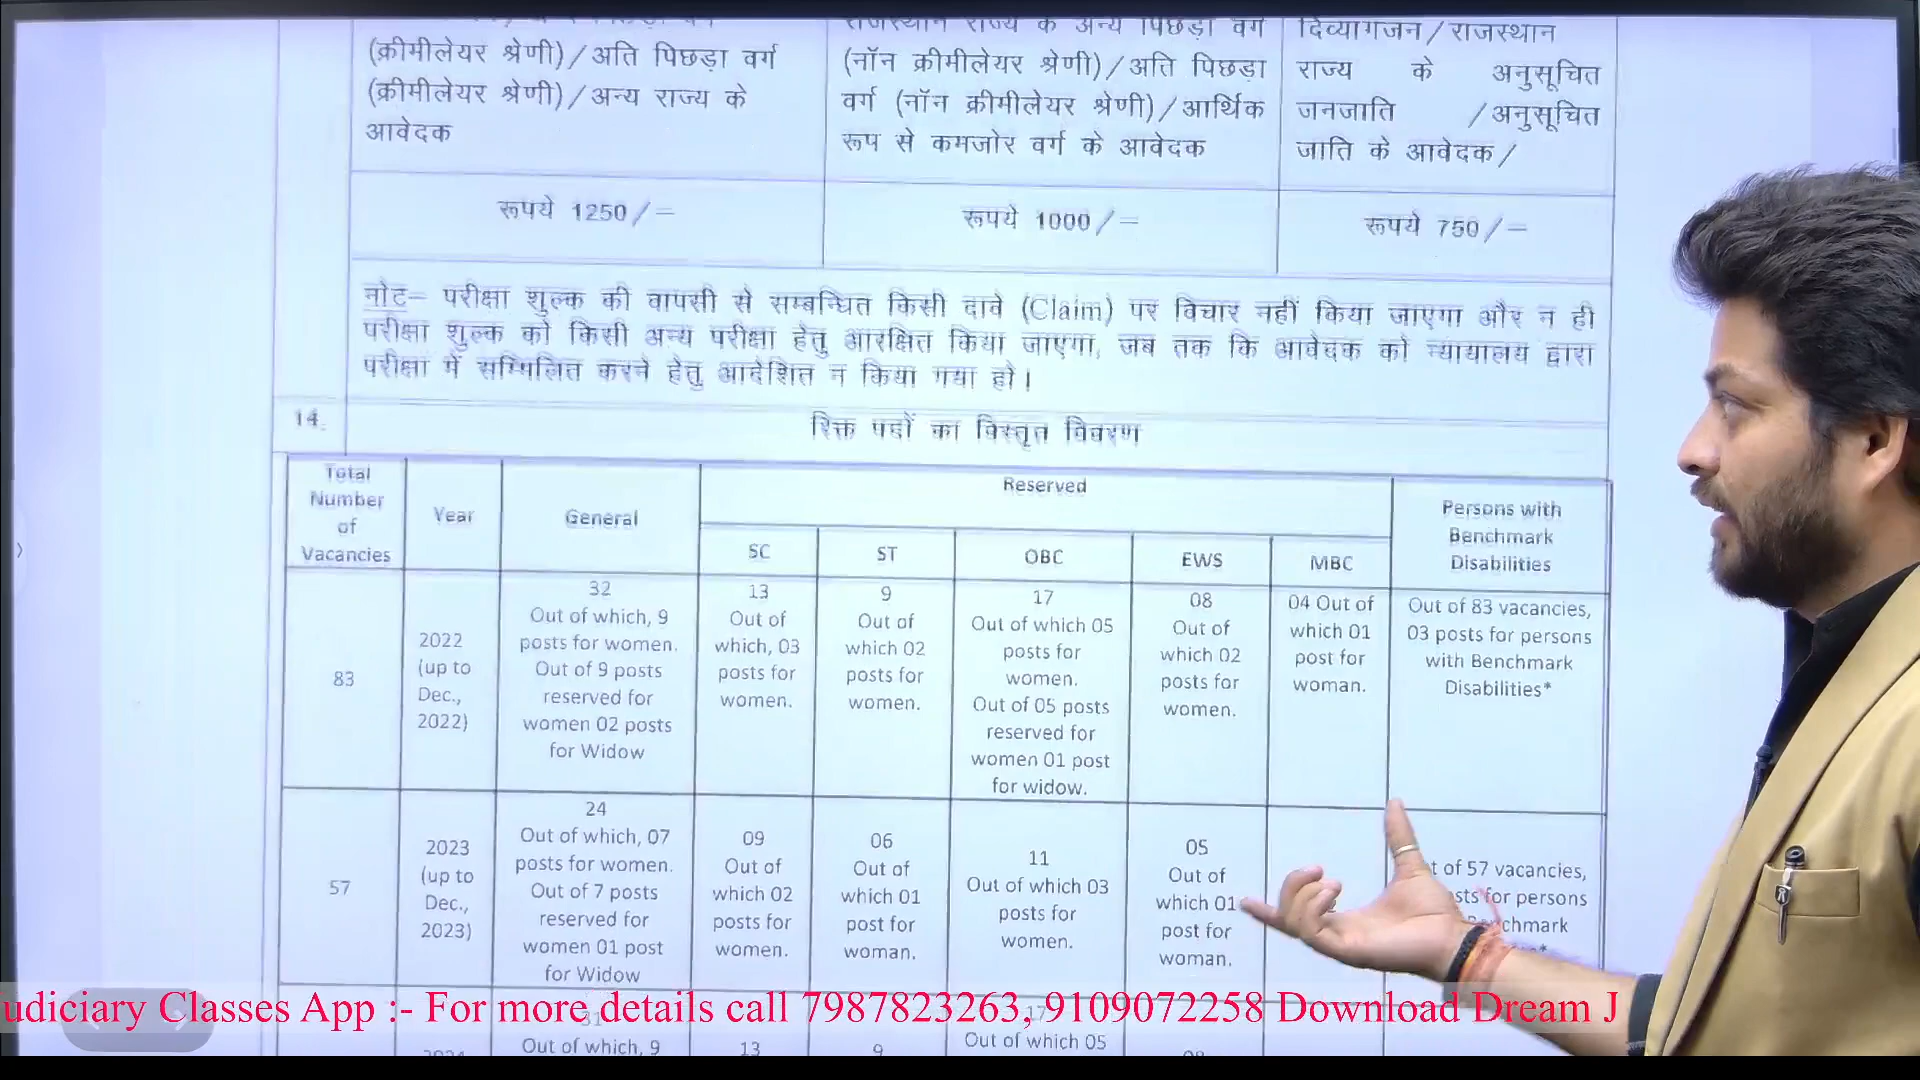 (क्रीमीलेयर श्रेणी)/अति पिछड़ा वर्ग
(क्रीमीलेयर श्रेणी)/अन्य राज्य के
आवेदक
राजस्थान राज्य के अन्य पिछड़ा वर्ग
(नॉन क्रीमीलेयर श्रेणी)/अति पिछड़ा
वर्ग (नॉन क्रीमीलेयर श्रेणी)/आर्थिक
रूप से कमजोर वर्ग के आवेदक
दिव्यागजन/राजस्थान
राज्य के अनुसूचित
जनजाति /अनुसूचित
जाति के आवेदक/
रूपये 1250/—
रूपये 1000/—
रूपये 750/—
नोट— परीक्षा शुल्क की वापसी से सम्बन्धित किसी दावे (Claim) पर विचार नहीं किया जाएगा और न ही
परीक्षा शुल्क को किसी अन्य परीक्षा हेतु आरक्षित किया जाएगा, जब तक कि आवेदक को न्यायालय द्वारा
परीक्षा में सम्मिलित करने हेतु आदेशित न किया गया हो।
14.
रिक्त पदों का विस्तृत विवरण
Total
Number
of
Vacancies
Year
General
Reserved
SC
ST
OBC
EWS
MBC
Persons with
Benchmark
Disabilities
83
2022
(up to
Dec.,
2022)
32
Out of which, 9
posts for women.
Out of 9 posts
reserved for
women 02 posts
for Widow
13
Out of
which, 03
posts for
women.
9
Out of
which 02
posts for
women.
17
Out of which 05
posts for
women.
Out of 05 posts
reserved for
women 01 post
for widow.
08
Out of
which 02
posts for
women.
04 Out of
which 01
post for
woman.
Out of 83 vacancies,
03 posts for persons
with Benchmark
Disabilities*
57
2023
(up to
Dec.,
2023)
24
Out of which, 07
posts for women.
Out of 7 posts
reserved for
women 01 post
for Widow
09
Out of
which 02
posts for
women.
06
Out of
which 01
post for
woman.
11
Out of which 03
posts for
women.
05
Out of
which 01
post for
woman.
of 57 vacancies,
for persons
31
Out of which, 9
13
9
17
Out of which 05
udiciary Classes App :- For more details call 7987823263, 9109072258 Download Dream J